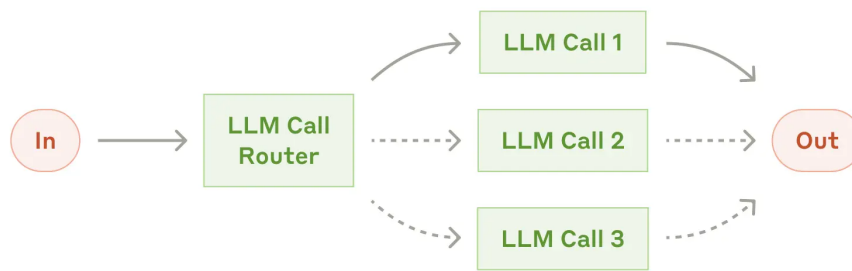 In
LLM Call
Router
LLM Call 1
LLM Call 2
LLM Call 3
Out